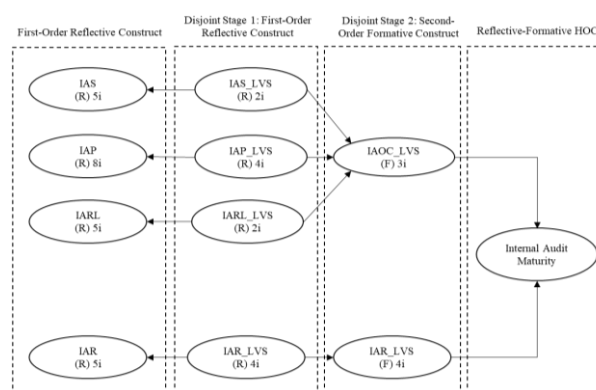 First-Order Reflective Construct
Disjoint Stage 1: First-Order
Reflective Construct
Disjoint Stage 2: Second-
Order Formative Construct
Reflective-Formative HOC
IAS
(R) 5i
IAS_LVS
(R) 2i
IAP
(R) 8i
IAP_LVS
(R) 4i
IAOC_LVS
(F) 3i
IARL
(R) 5i
IARL_LVS
(R) 2i
Internal Audit
Maturity
IAR
(R) 5i
IAR_LVS
(R) 4i
IAR_LVS
(F) 4i